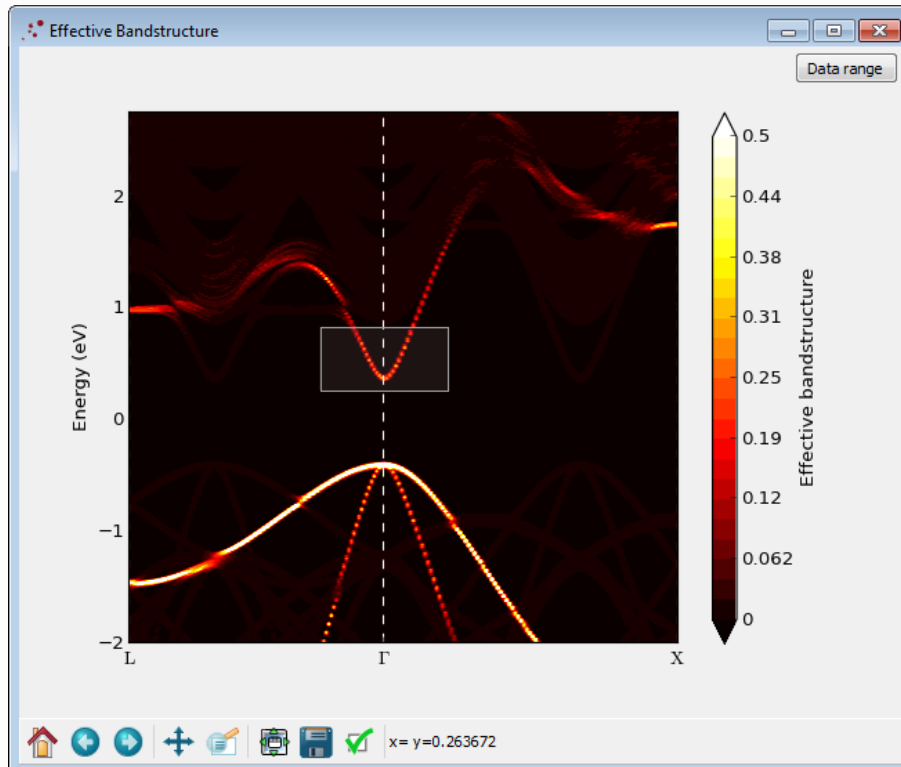 Effective Bandstructure
Data range
Energy (eV)
2
1
0
−1
−2
L
Γ
X
0.5
0.44
0.38
0.31
0.25
0.19
0.12
0.062
0
Effective bandstructure
x= y=0.263672